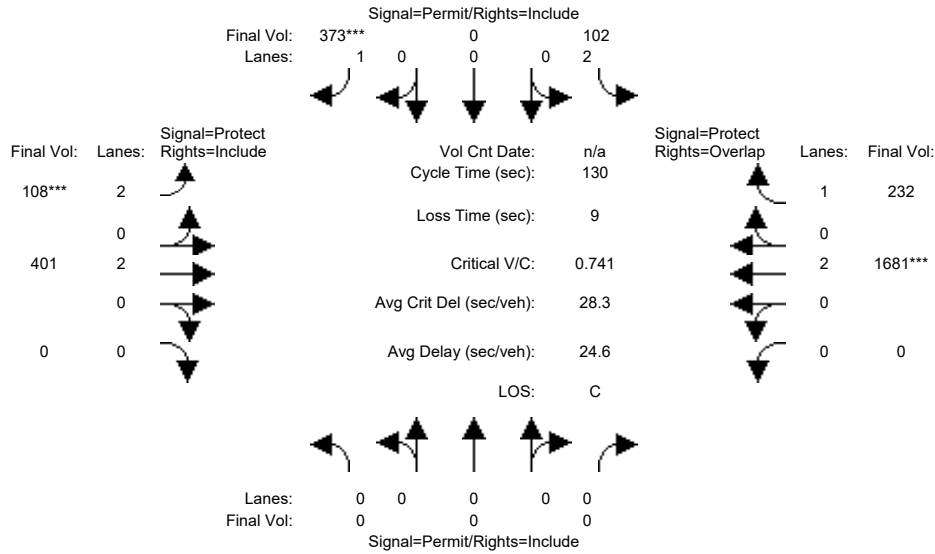 Signal=Permit/Rights=Include
Final Vol: 373*** 0 102
Lanes: 1 0 0 0 2
Signal=Protect Signal=Protect
Final Vol: Lanes: Rights=Include Vol Cnt Date: n/a Rights=Overlap Lanes: Final Vol:
Cycle Time (sec): 130
108*** 2 1 232
Loss Time (sec): 9
0 0
401 2 Critical V/C: 0.741 2 1681***
0 Avg Crit Del (sec/veh): 28.3 0
0 0 Avg Delay (sec/veh): 24.6 0 0
LOS: C
Lanes: 0 0 0 0 0
Final Vol: 0 0 0
Signal=Permit/Rights=Include